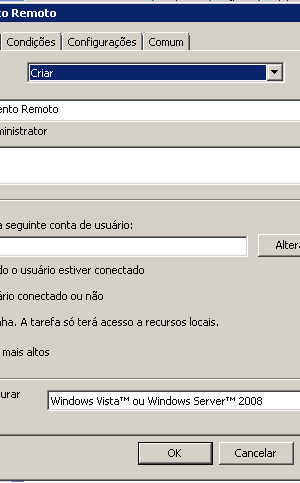 to Remoto
Condições Configurações Comum
Criar
ento Remoto
ministrator
a seguinte conta de usuário:
Altera
do o usuário estiver conectado
ário conectado ou não
nha. A tarefa só terá acesso a recursos locais.
mais altos
urar Windows Vista™ ou Windows Server™ 2008
OK Cancelar